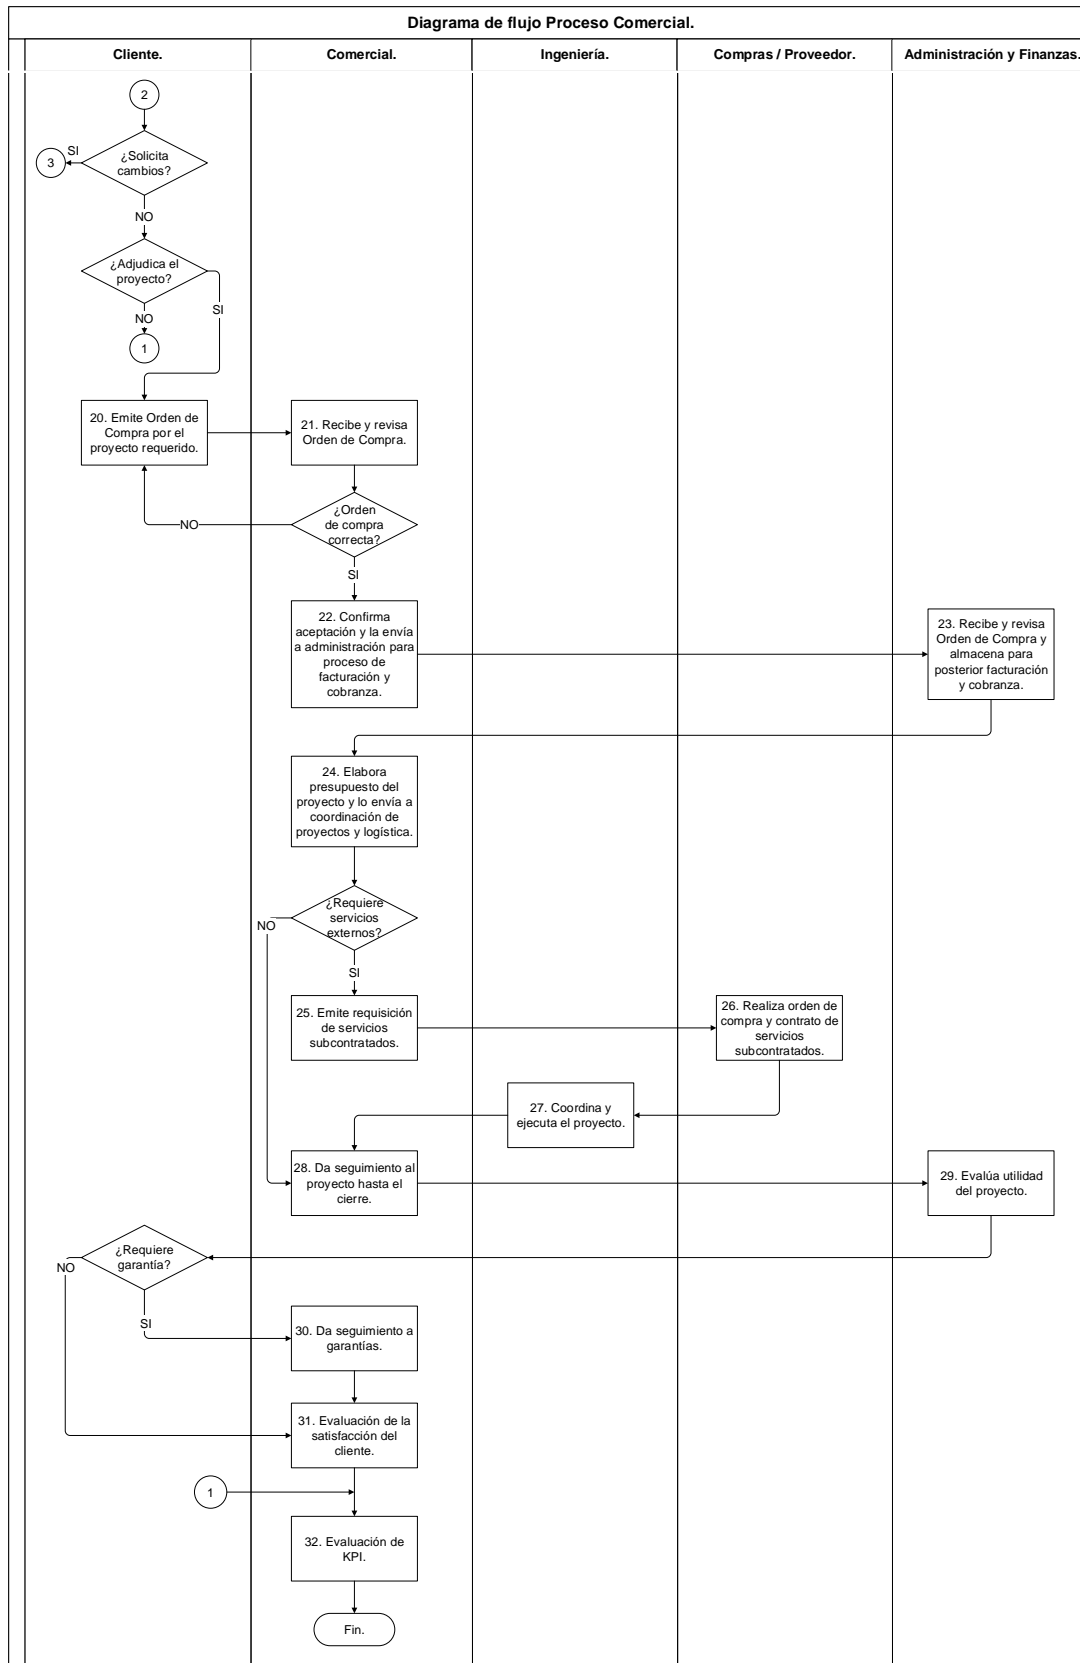 Diagrama de flujo Proceso Comercial.
Cliente.
Comercial.
Ingeniería.
Compras / Proveedor.
Administración y Finanzas.
2
¿Solicita
cambios?
SI
3
NO
¿Adjudica el
proyecto?
SI
NO
1
20. Emite Orden de
Compra por el
proyecto requerido.
21. Recibe y revisa
Orden de Compra.
¿Orden
de compra
correcta?
NO
SI
22. Confirma
aceptación y la envía
a administración para
proceso de
facturación y
cobranza.
23. Recibe y revisa
Orden de Compra y
almacena para
posterior facturación
y cobranza.
24. Elabora
presupuesto del
proyecto y lo envía a
coordinación de
proyectos y logística.
¿Requiere
servicios
externos?
NO
SI
25. Emite requisición
de servicios
subcontratados.
26. Realiza orden de
compra y contrato de
servicios
subcontratados.
27. Coordina y
ejecuta el proyecto.
28. Da seguimiento al
proyecto hasta el
cierre.
29. Evalúa utilidad
del proyecto.
¿Requiere
garantía?
NO
SI
30. Da seguimiento a
garantías.
31. Evaluación de la
satisfacción del
cliente.
1
32. Evaluación de
KPI.
Fin.